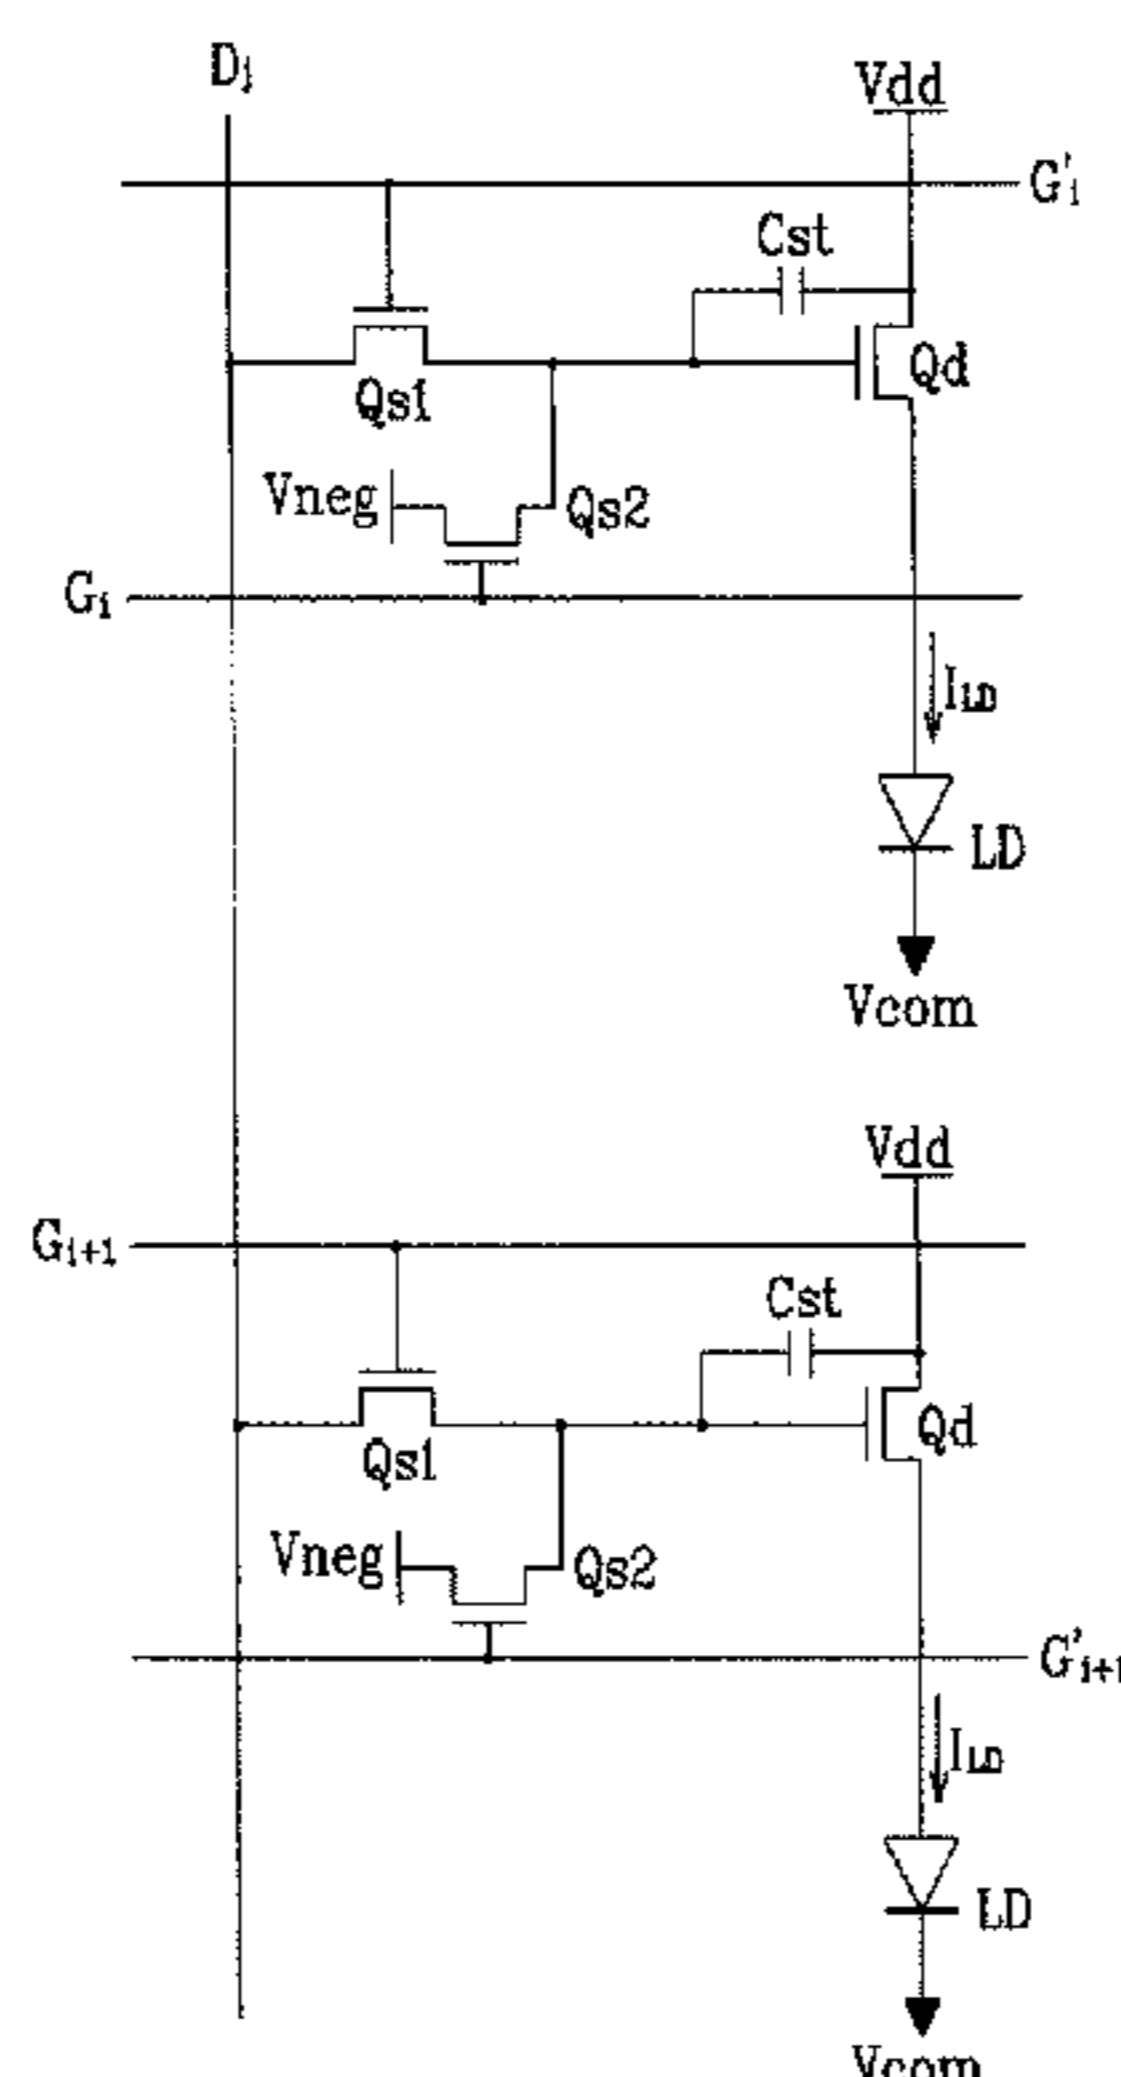 Dj
Vdd
G'i
Cst
Qd
Qs1
Vneg
Qs2
Gi
ILD
LD
Vcom
Vdd
Gi+1
Cst
Qd
Qs1
Vneg
Qs2
G'i+1
ILD
LD
Vcom